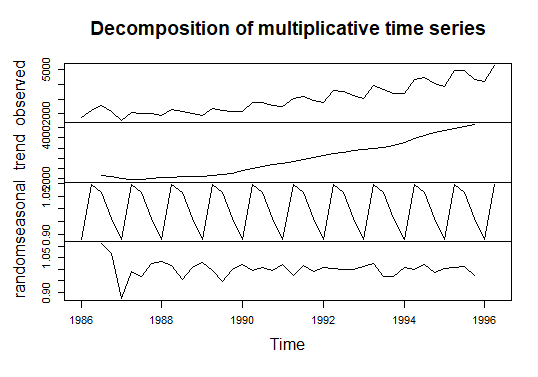 Decomposition of multiplicative time series
observed
2000
5000
trend
2000
4000
seasonal
0.90
1.02
random
0.90
1.05
1986
1988
1990
1992
1994
1996
Time